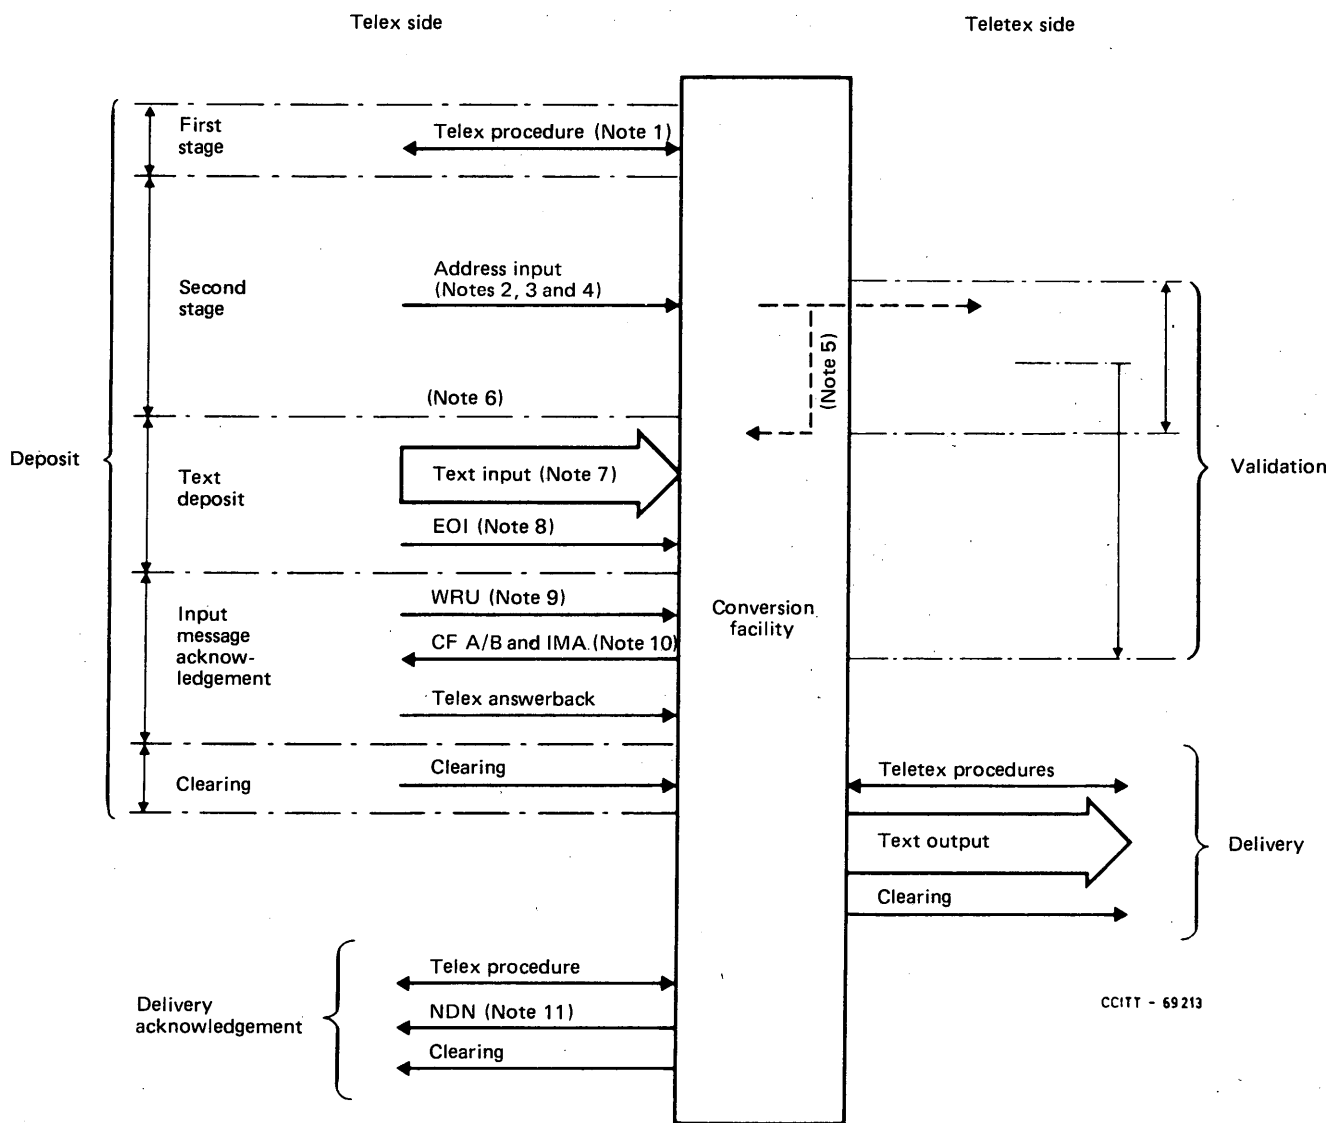 Telex side
Teletex side
First
stage
Telex procedure (Note 1)
Second
stage
Address input
(Notes 2, 3 and 4)
(Note 5)
(Note 6)
Deposit
Text
deposit
Text input (Note 7)
EOI (Note 8)
Validation
Input
message
acknow-
ledgement
WRU (Note 9)
CF A/B and IMA. (Note 10)
Telex answerback
Conversion
facility
Clearing
Clearing
Teletex procedures
Text output
Clearing
Delivery
Delivery
acknowledgement
Telex procedure
NDN (Note 11)
Clearing
CCITT - 69213